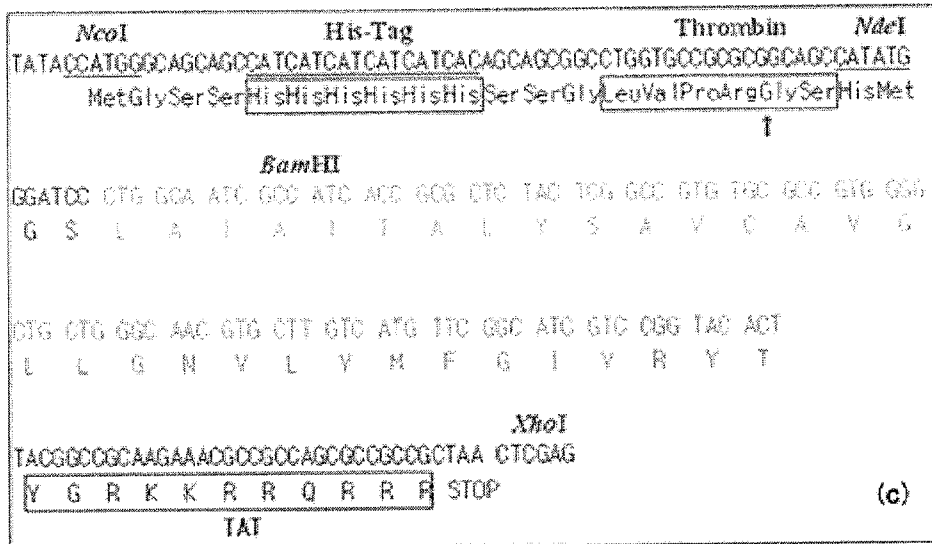 NcoI His-Tag Thrombin NdeI
TATACCATGGGCAGCAGCCATCATCATCATCATCACAGCAGCGGCCTGGTGCCGCGCGGCAGCCATATG
MetGlySerSerHisHisHisHisHisHisSerSerGlyLeuValProArgGlySerHisMet
BamHI
GGATCC CTG GCA ATC GCC ATC ACC GCG CTC TAC TCG GCC GTG TGC GCC GTG GGG
G S L A I A I T A L Y S A V C A V G
CTG CTG GGC AAC GTG CTT GTC ATG TTC GGC ATC GTC CGG TAC ACT
L L G N V L V M F G I V R Y T
XhoI
TACGGCCGCAAGAAACGCCGCCAGCGCCGCCGCTAA CTCGAG
Y G R K K R R Q R R R STOP
TAT
(c)